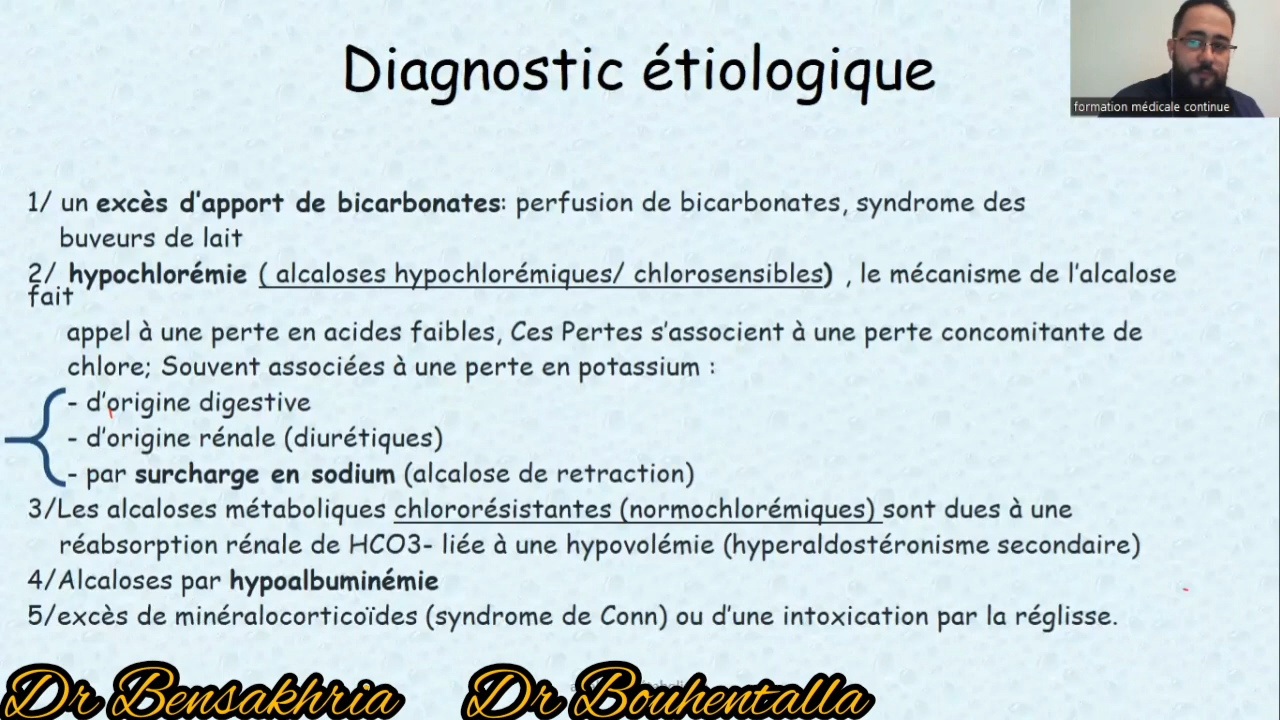 Diagnostic étiologique
formation médicale continue
1/ un excès d'apport de bicarbonates: perfusion de bicarbonates, syndrome des
buveurs de lait
2/ hypochlorémie ( alcaloses hypochlorémiques/ chlorosensibles) , le mécanisme de l'alcalose
fait
appel à une perte en acides faibles, Ces Pertes s'associent à une perte concomitante de
chlore; Souvent associées à une perte en potassium :
- d'origine digestive
- d'origine rénale (diurétiques)
- par surcharge en sodium (alcalose de retraction)
3/Les alcaloses métaboliques chlororésistantes (normochlorémiques) sont dues à une
réabsorption rénale de HCO3- liée à une hypovolémie (hyperaldostéronisme secondaire)
4/Alcaloses par hypoalbuminémie
5/excès de minéralocorticoïdes (syndrome de Conn) ou d'une intoxication par la réglisse.
Dr Bensakhria Dr Bouhentalla